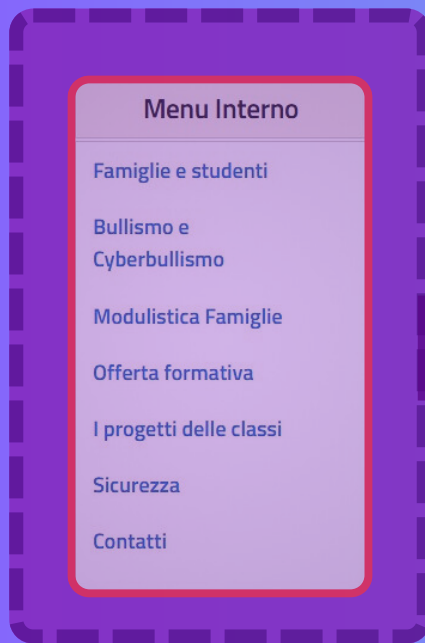 Menu Interno
Famiglie e studenti
Bullismo e
Cyberbullismo
Modulistica Famiglie
Offerta formativa
I progetti delle classi
Sicurezza
Contatti